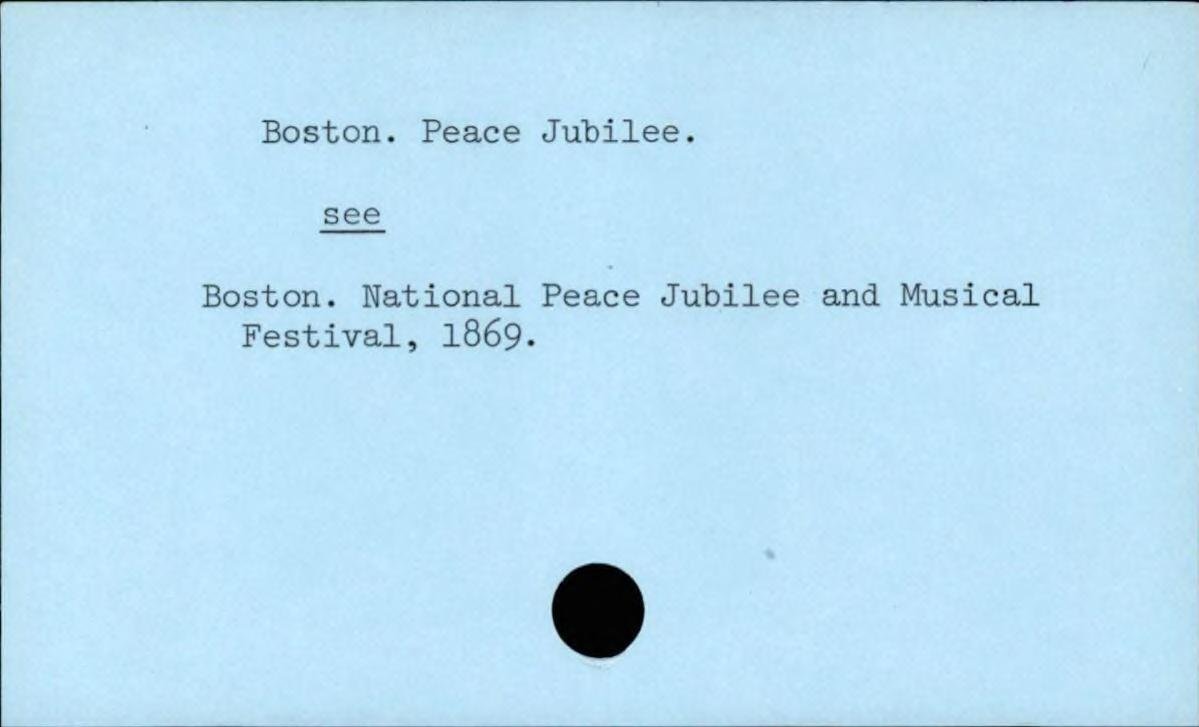 Boston. Peace Jubilee.
see
Boston. National Peace Jubilee and Musical
Festival, 1869.